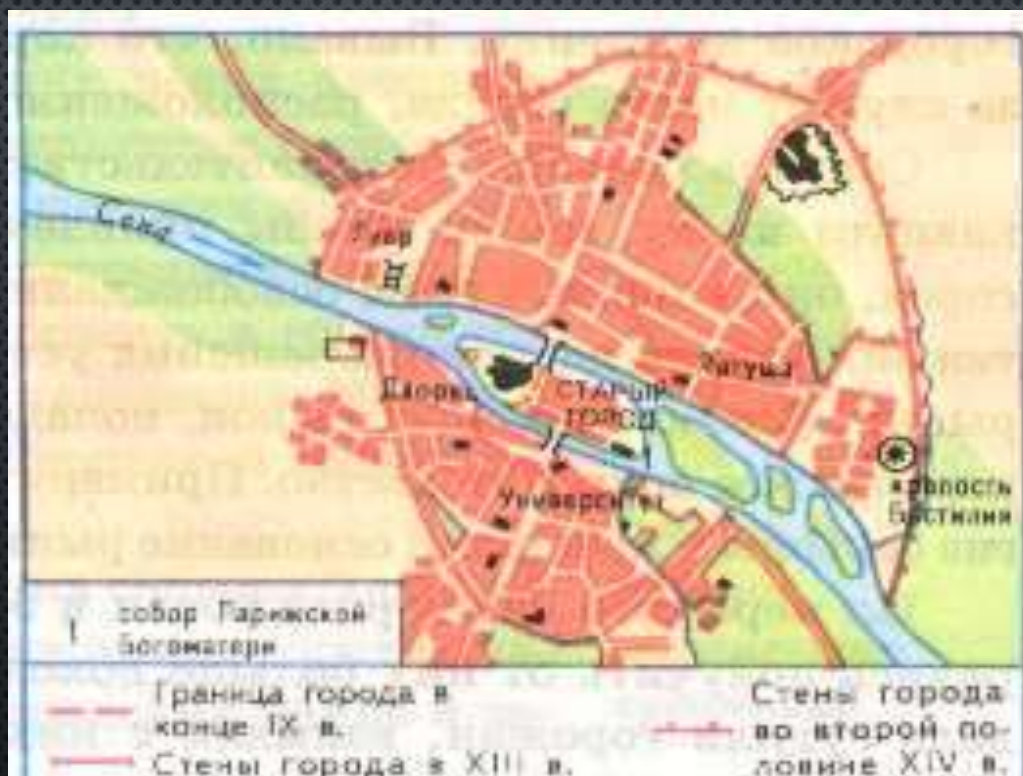 Сена
Лувр
Дворец
СТАРЫЙ
ГОРОД
Ратуша
Университет
крепость
Бастилия
1 собор Парижской
Богоматери
Граница города в
конце IX в.
Стены города в XIII в.
Стены города
во второй по-
ловине XIV в.